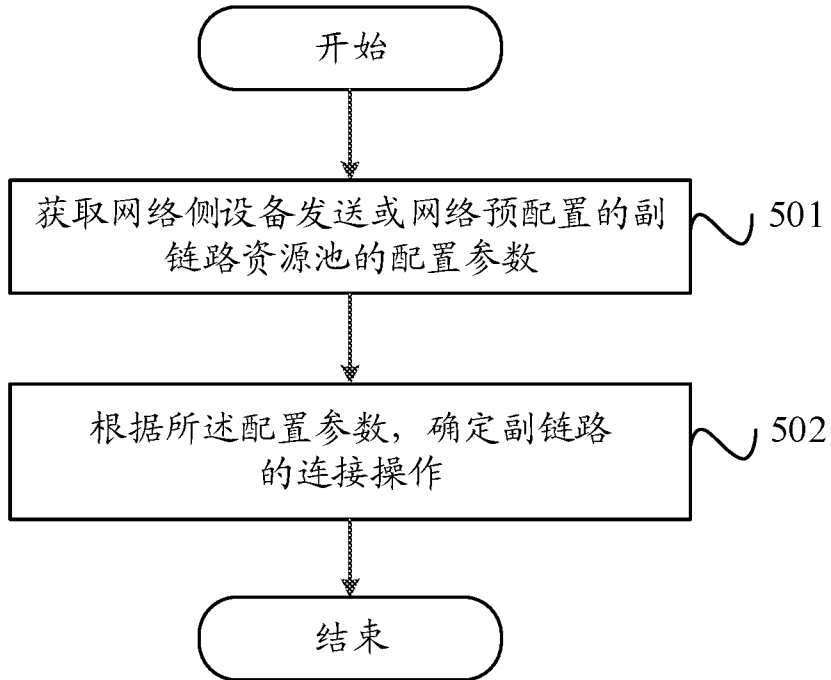 开始
获取网络侧设备发送或网络预配置的副
链路资源池的配置参数
501
根据所述配置参数，确定副链路
的连接操作
502
结束